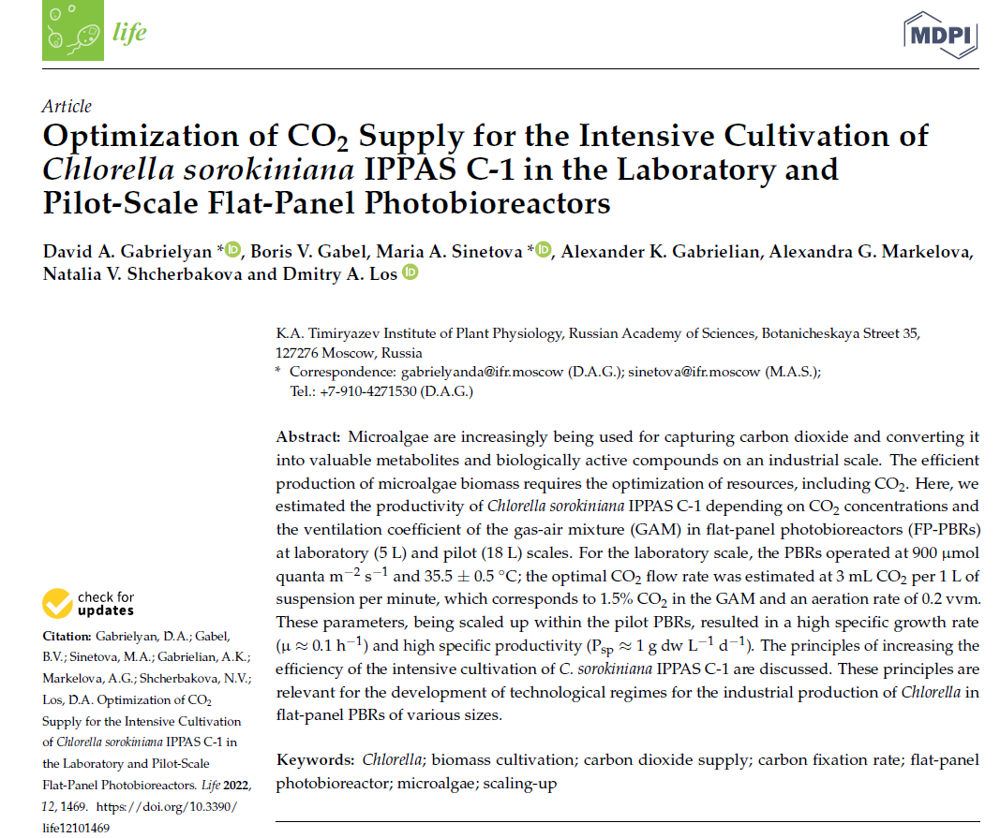 life
MDPI
Article
Optimization of CO₂ Supply for the Intensive Cultivation of
Chlorella sorokiniana IPPAS C-1 in the Laboratory and
Pilot-Scale Flat-Panel Photobioreactors
David A. Gabrielyan *iD, Boris V. Gabel, Maria A. Sinetova *iD, Alexander K. Gabrielian, Alexandra G. Markelova,
Natalia V. Shcherbakova and Dmitry A. Los iD
K.A. Timiryazev Institute of Plant Physiology, Russian Academy of Sciences, Botanicheskaya Street 35,
127276 Moscow, Russia
* Correspondence: gabrielyanda@ifr.moscow (D.A.G.); sinetova@ifr.moscow (M.A.S.);
Tel.: +7-910-4271530 (D.A.G.)
Abstract: Microalgae are increasingly being used for capturing carbon dioxide and converting it
into valuable metabolites and biologically active compounds on an industrial scale. The efficient
production of microalgae biomass requires the optimization of resources, including CO₂. Here, we
estimated the productivity of Chlorella sorokiniana IPPAS C-1 depending on CO₂ concentrations and
the ventilation coefficient of the gas-air mixture (GAM) in flat-panel photobioreactors (FP-PBRs)
at laboratory (5 L) and pilot (18 L) scales. For the laboratory scale, the PBRs operated at 900 µmol
quanta m⁻² s⁻¹ and 35.5 ± 0.5 °C; the optimal CO₂ flow rate was estimated at 3 mL CO₂ per 1 L of
suspension per minute, which corresponds to 1.5% CO₂ in the GAM and an aeration rate of 0.2 vvm.
These parameters, being scaled up within the pilot PBRs, resulted in a high specific growth rate
(µ ≈ 0.1 h⁻¹) and high specific productivity (Psp ≈ 1 g dw L⁻¹ d⁻¹). The principles of increasing the
efficiency of the intensive cultivation of C. sorokiniana IPPAS C-1 are discussed. These principles are
relevant for the development of technological regimes for the industrial production of Chlorella in
flat-panel PBRs of various sizes.
Keywords: Chlorella; biomass cultivation; carbon dioxide supply; carbon fixation rate; flat-panel
photobioreactor; microalgae; scaling-up
check for
updates
Citation: Gabrielyan, D.A.; Gabel,
B.V.; Sinetova, M.A.; Gabrielian, A.K.;
Markelova, A.G.; Shcherbakova, N.V.;
Los, D.A. Optimization of CO₂
Supply for the Intensive Cultivation
of Chlorella sorokiniana IPPAS C-1 in
the Laboratory and Pilot-Scale
Flat-Panel Photobioreactors. Life 2022,
12, 1469. https://doi.org/10.3390/
life12101469